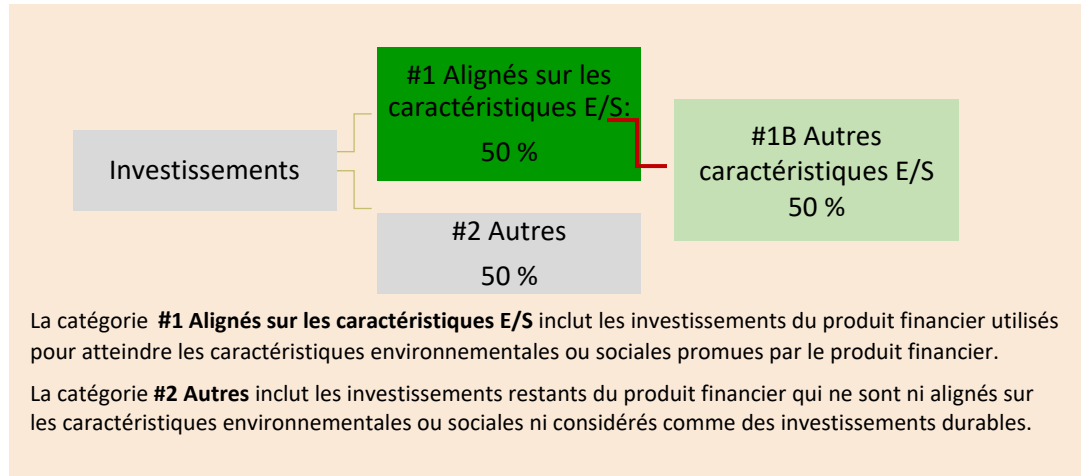 #1 Alignés sur les
caractéristiques E/S:
50 %
Investissements
#1B Autres
caractéristiques E/S
50 %
#2 Autres
50 %
La catégorie #1 Alignés sur les caractéristiques E/S inclut les investissements du produit financier utilisés
pour atteindre les caractéristiques environnementales ou sociales promues par le produit financier.
La catégorie #2 Autres inclut les investissements restants du produit financier qui ne sont ni alignés sur
les caractéristiques environnementales ou sociales ni considérés comme des investissements durables.